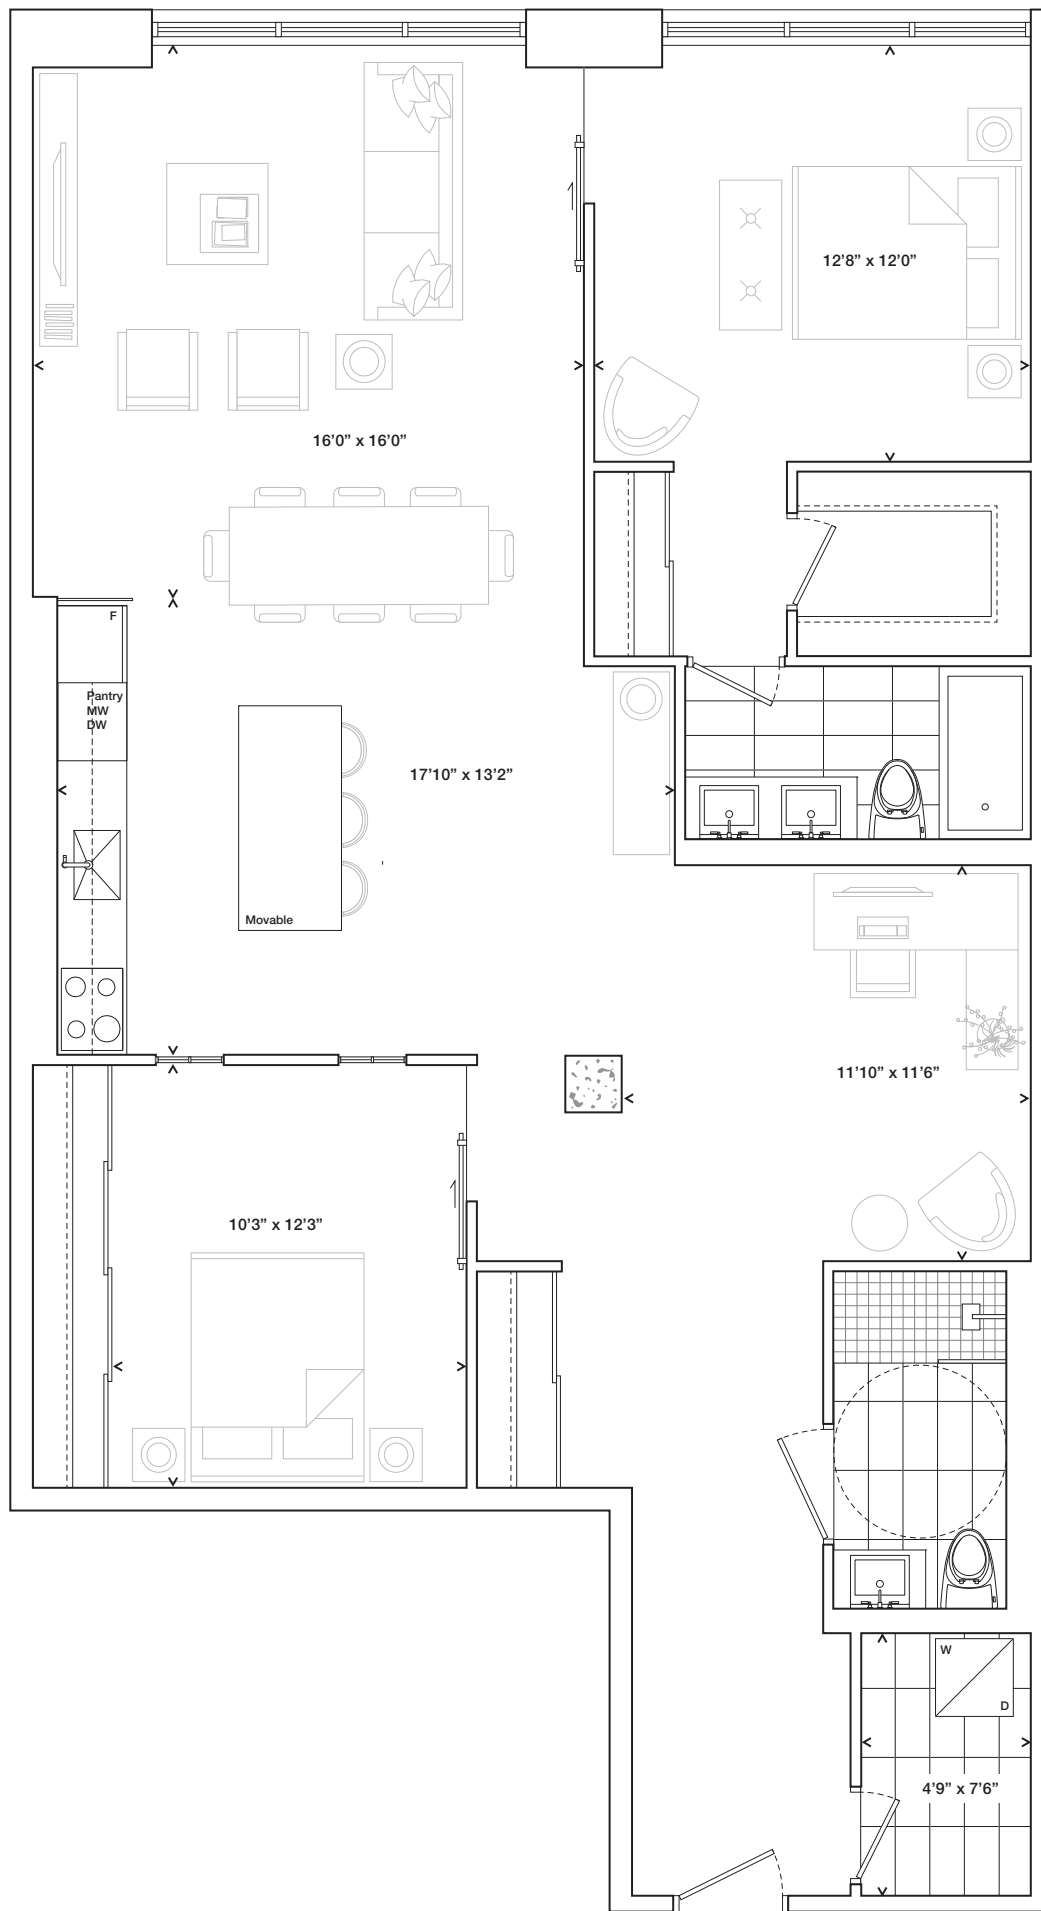 12'8” x 12'0”
16'0” x 16'0”
F
Pantry
MW
DW
17'10” x 13'2”
Movable
11'10” x 11'6”
10'3” x 12'3”
W
D
4'9” x 7'6”